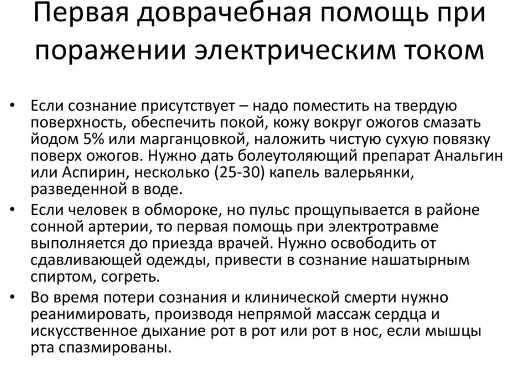 Первая доврачебная помощь при
поражении электрическим током
• Если сознание присутствует – надо поместить на твердую
поверхность, обеспечить покой, кожу вокруг ожогов смазать
йодом 5% или марганцовкой, наложить чистую сухую повязку
поверх ожогов. Нужно дать болеутоляющий препарат Анальгин
или Аспирин, несколько (25-30) капель валерьянки,
разведенной в воде.
• Если человек в обмороке, но пульс прощупывается в районе
сонной артерии, то первая помощь при электротравме
выполняется до приезда врачей. Нужно освободить от
сдавливающей одежды, привести в сознание нашатырным
спиртом, согреть.
• Во время потери сознания и клинической смерти нужно
реанимировать, производя непрямой массаж сердца и
искусственное дыхание рот в рот или рот в нос, если мышцы
рта спазмированы.